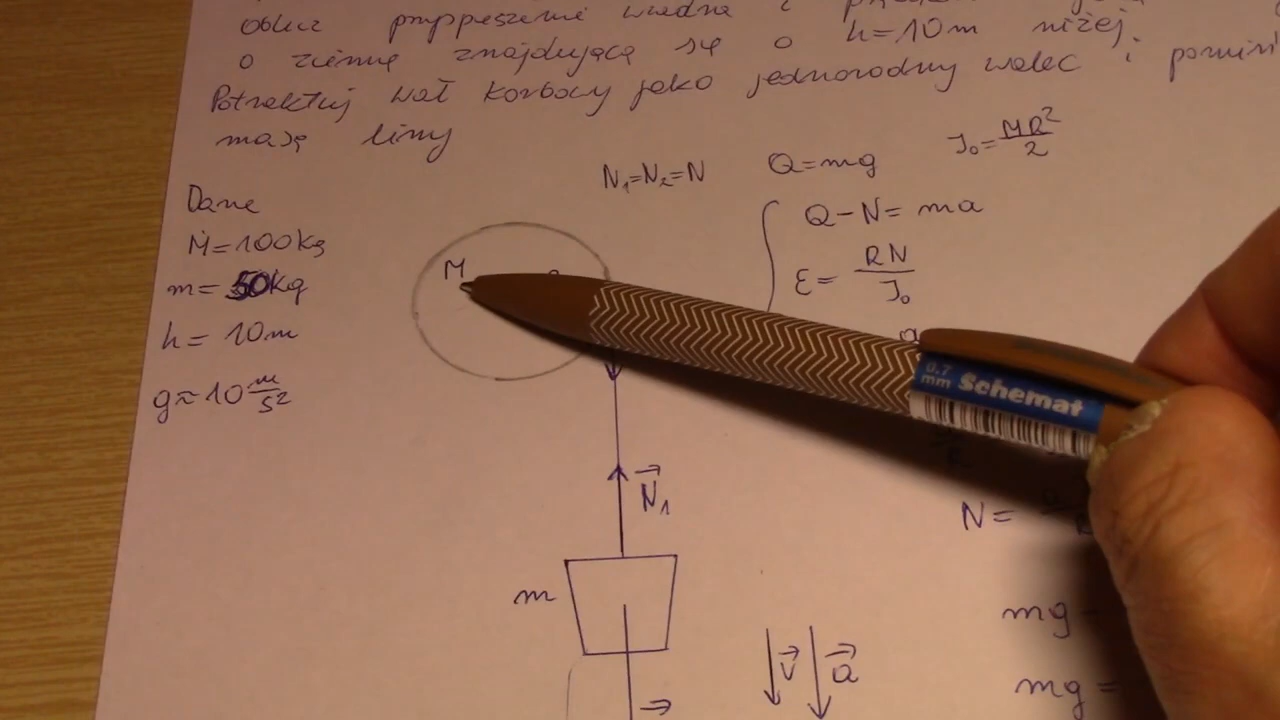 oblicz przyspieszenie wiadra i
o ziemię znajdującą się o h=10m niżej.
Potraktuj wał korbowy jako jednorodny walec i pomiń
masę liny
Dane
M=100kg
m=50kg
h=10m
g≈10 m/s²
N₁=N₂=N
Q=mg
J₀=MR²/2
Q-N=ma
ε=RN/J₀
a
N=
mg-
mg=
M
N⃗₁
m
v⃗ a⃗
0.7 mm Schemat